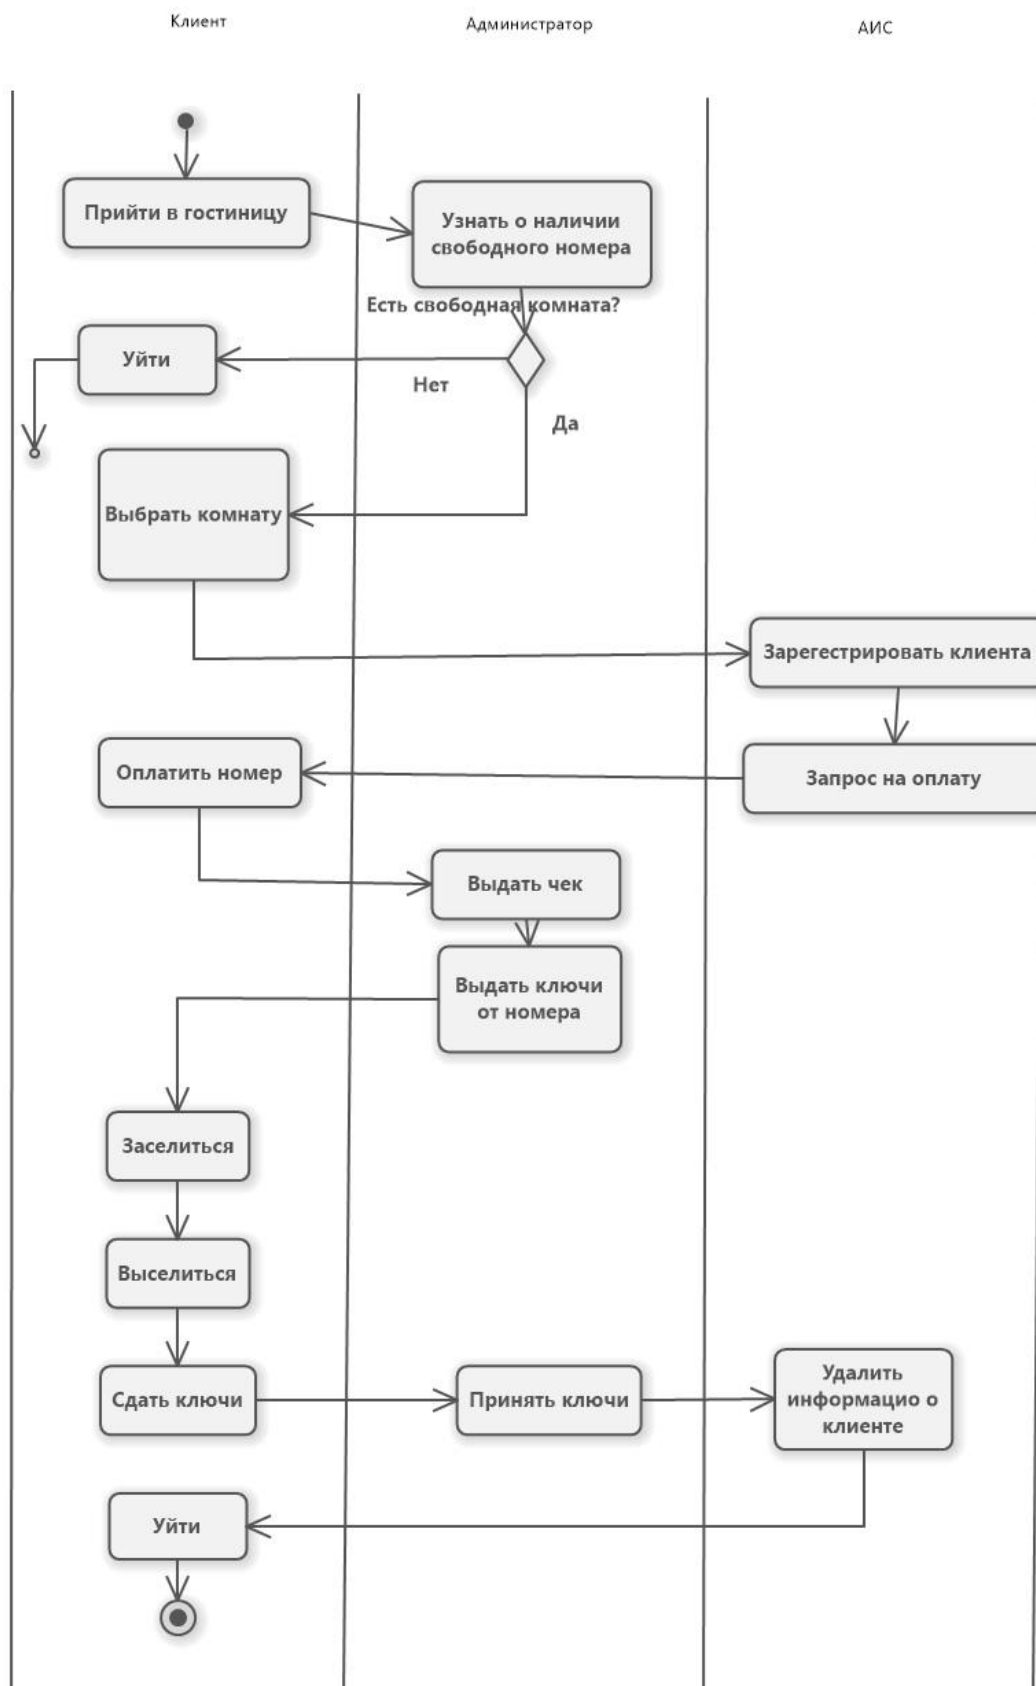 Клиент
Администратор
АИС
Прийти в гостиницу
Узнать о наличии
свободного номера
Есть свободная комната?
Уйти
Нет
Да
Выбрать комнату
Зарегестрировать клиента
Оплатить номер
Запрос на оплату
Выдать чек
Выдать ключи
от номера
Заселиться
Выселиться
Сдать ключи
Принять ключи
Удалить
информацио о
клиенте
Уйти